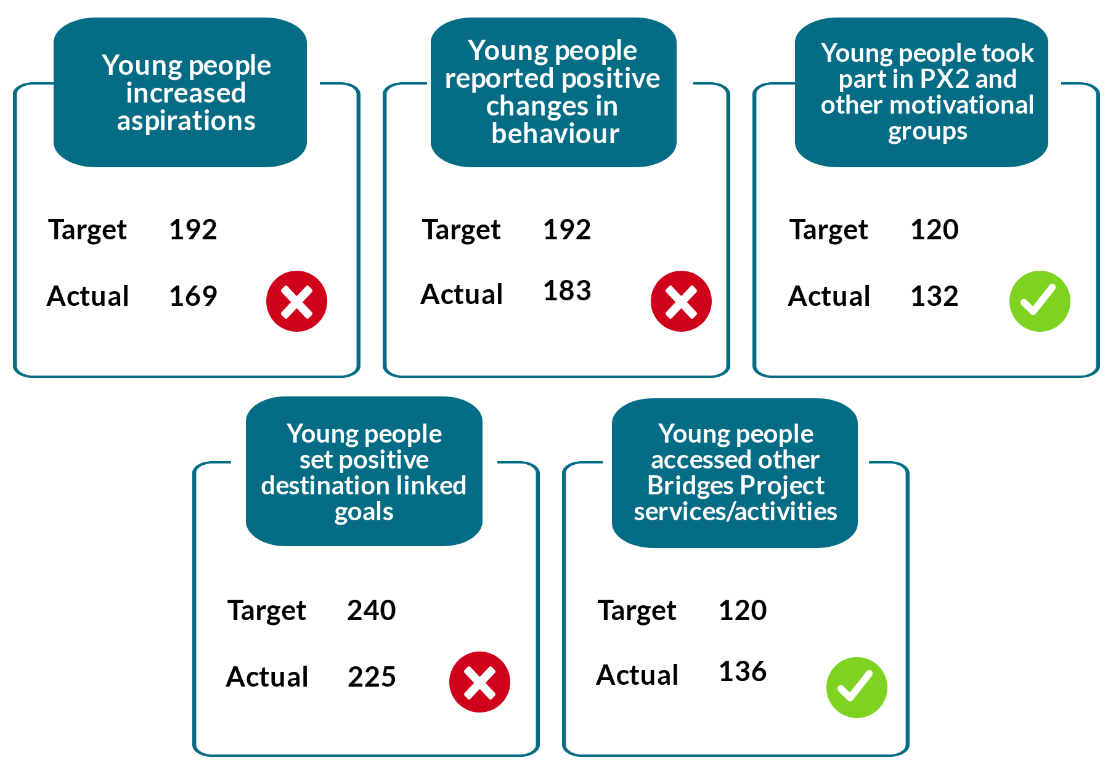 Young people
increased
aspirations
Target 192
Actual 169
Young people
reported positive
changes in
behaviour
Target 192
Actual 183
Young people took
part in PX2 and
other motivational
groups
Target 120
Actual 132
Young people
set positive
destination linked
goals
Target 240
Actual 225
Young people
accessed other
Bridges Project
services/activities
Target 120
Actual 136